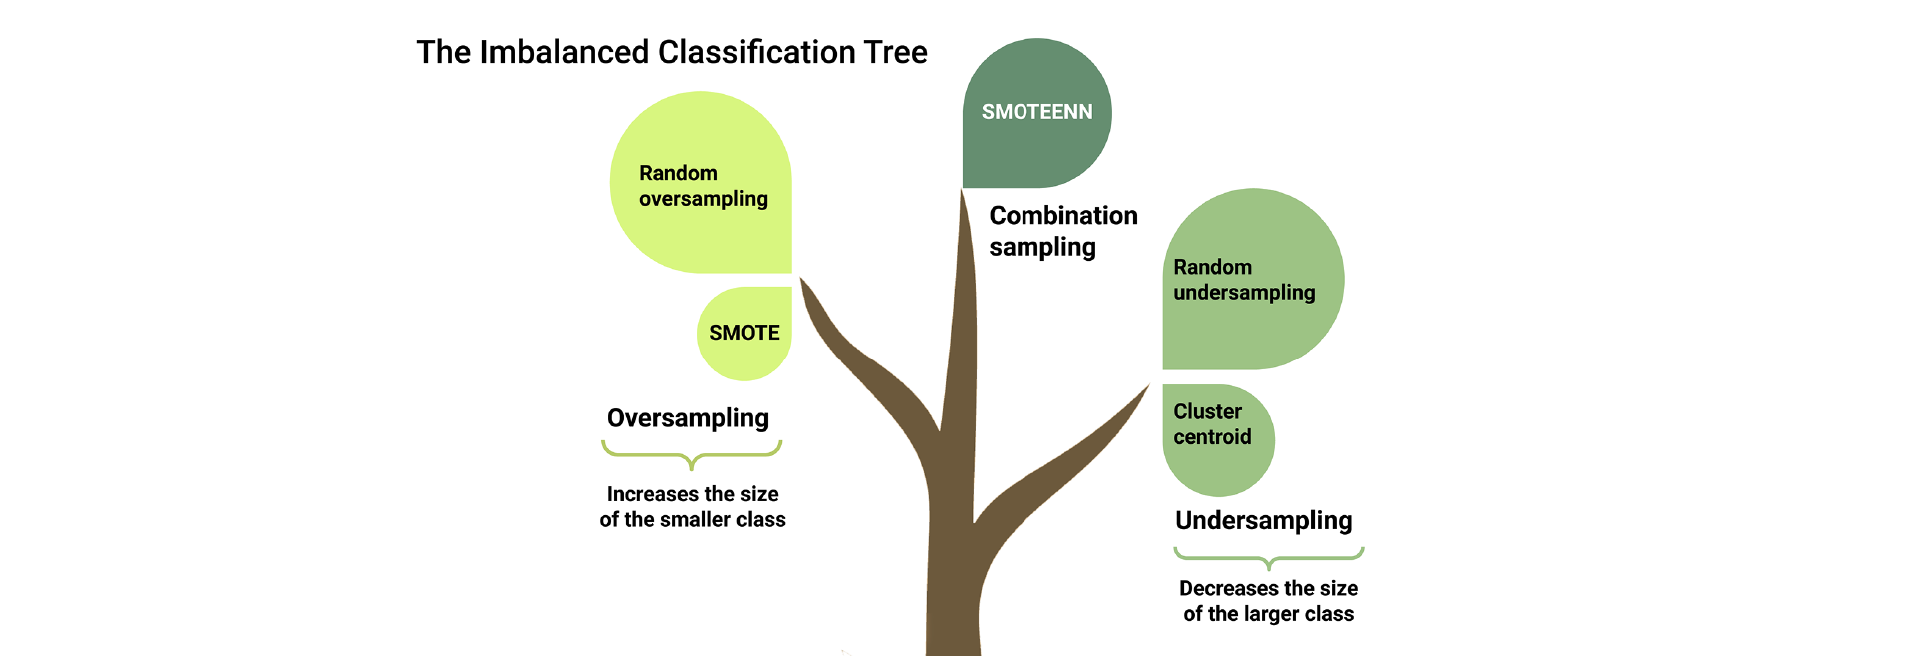 The Imbalanced Classification Tree
SMOTEENN
Random
oversampling
Combination
sampling
Random
undersampling
SMOTE
Cluster
centroid
Oversampling
Increases the size
of the smaller class
Undersampling
Decreases the size
of the larger class